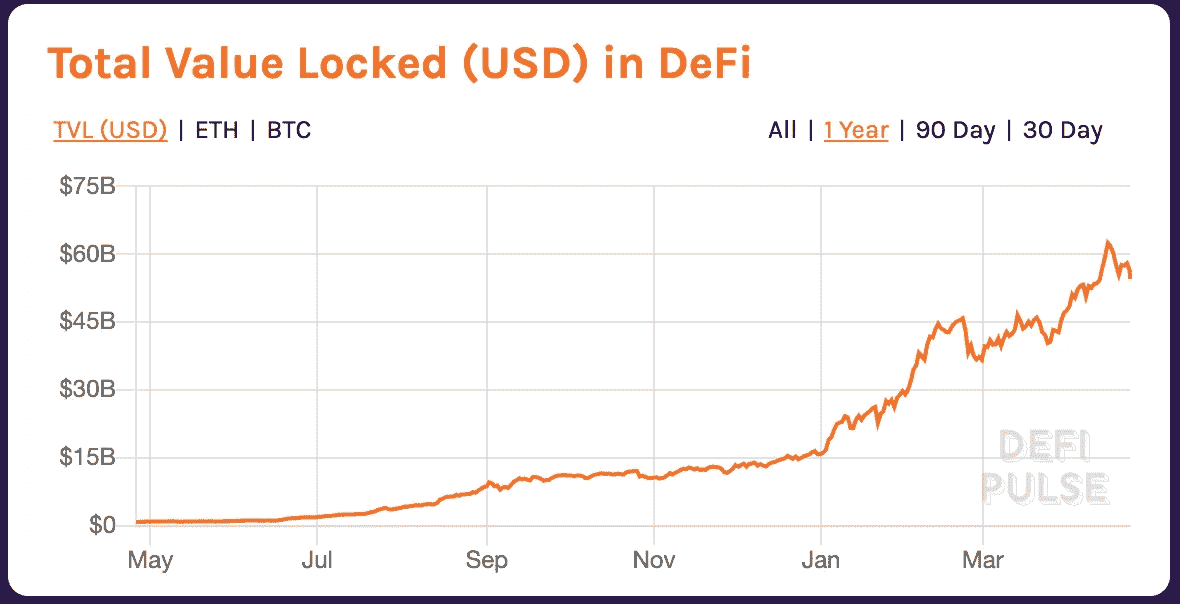 Total Value Locked (USD) in DeFi
TVL (USD) | ETH | BTC
All | 1 Year | 90 Day | 30 Day
$75B
$60B
$45B
$30B
$15B
$0
DEFI
PULSE
May Jul Sep Nov Jan Mar